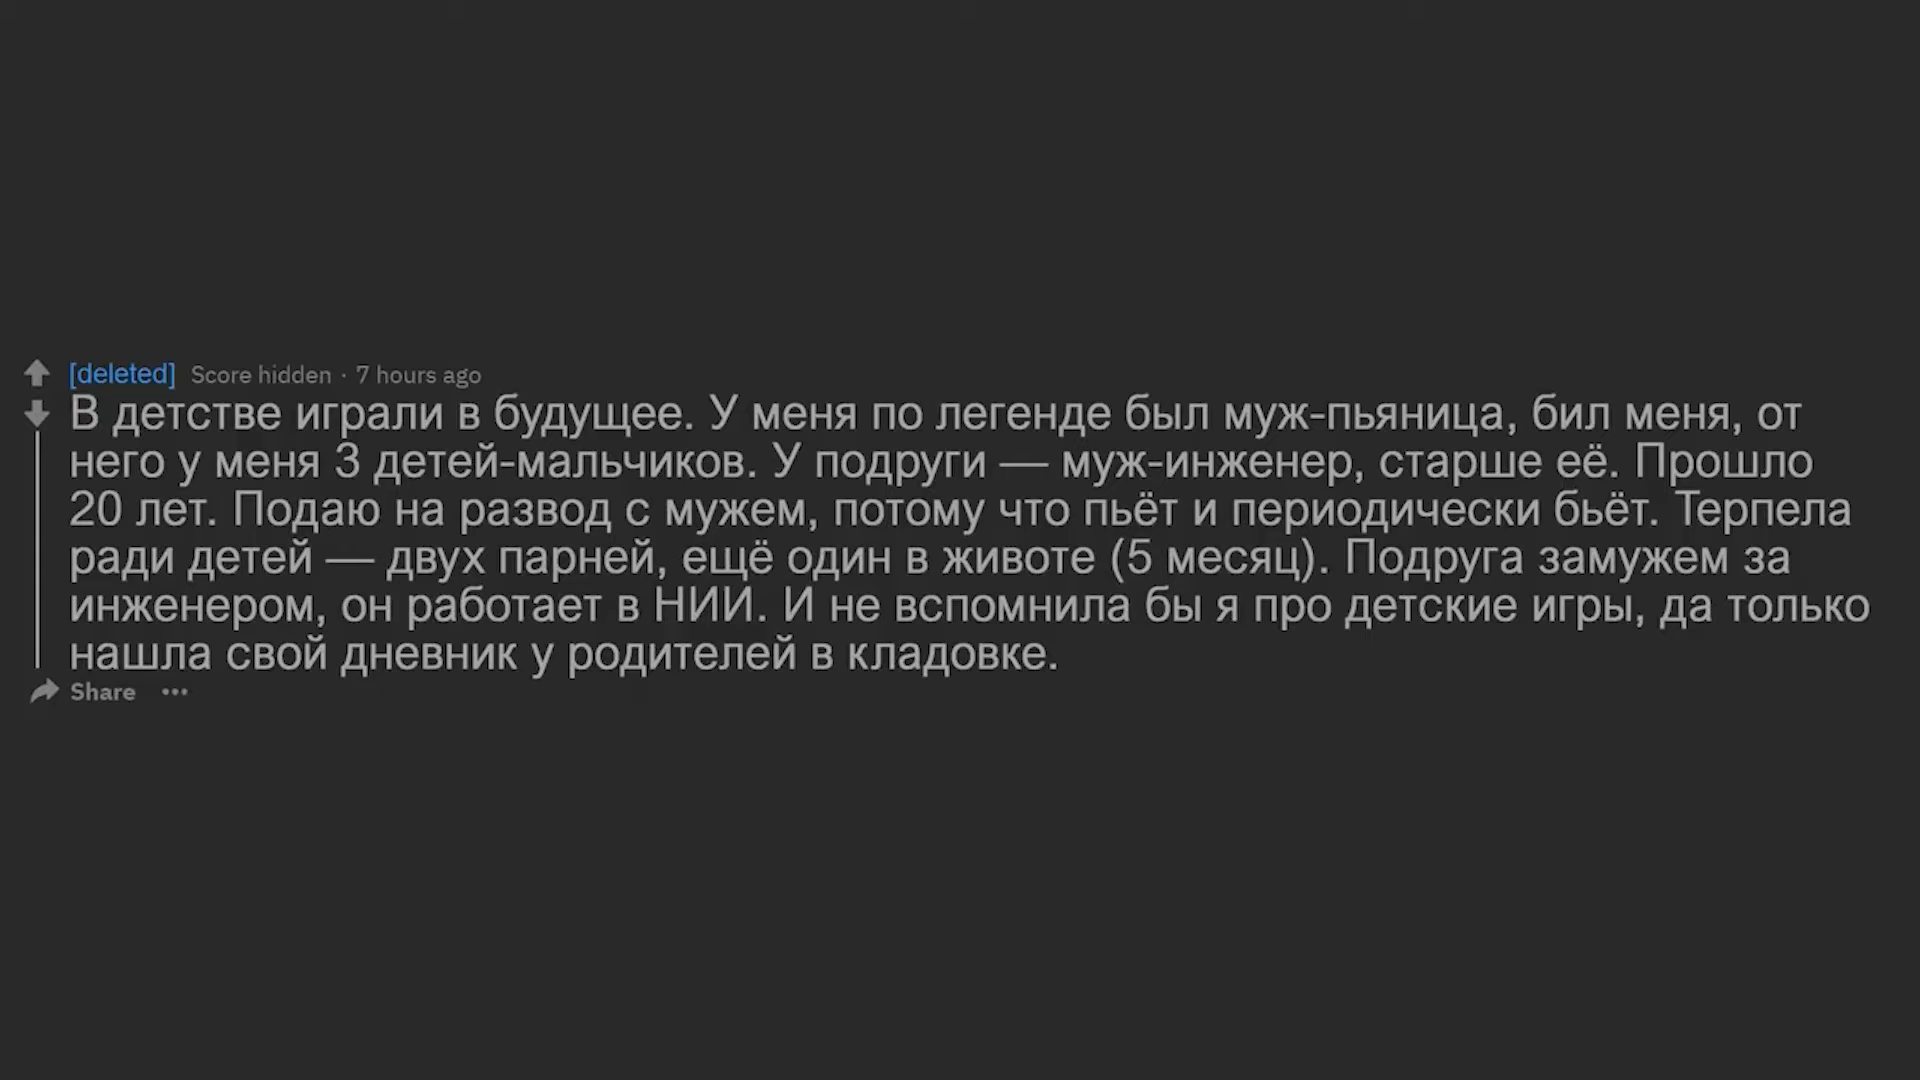 [deleted] Score hidden · 7 hours ago
В детстве играли в будущее. У меня по легенде был муж-пьяница, бил меня, от
него у меня 3 детей-мальчиков. У подруги — муж-инженер, старше её. Прошло
20 лет. Подаю на развод с мужем, потому что пьёт и периодически бьёт. Терпела
ради детей — двух парней, ещё один в животе (5 месяц). Подруга замужем за
инженером, он работает в НИИ. И не вспомнила бы я про детские игры, да только
нашла свой дневник у родителей в кладовке.
Share ···